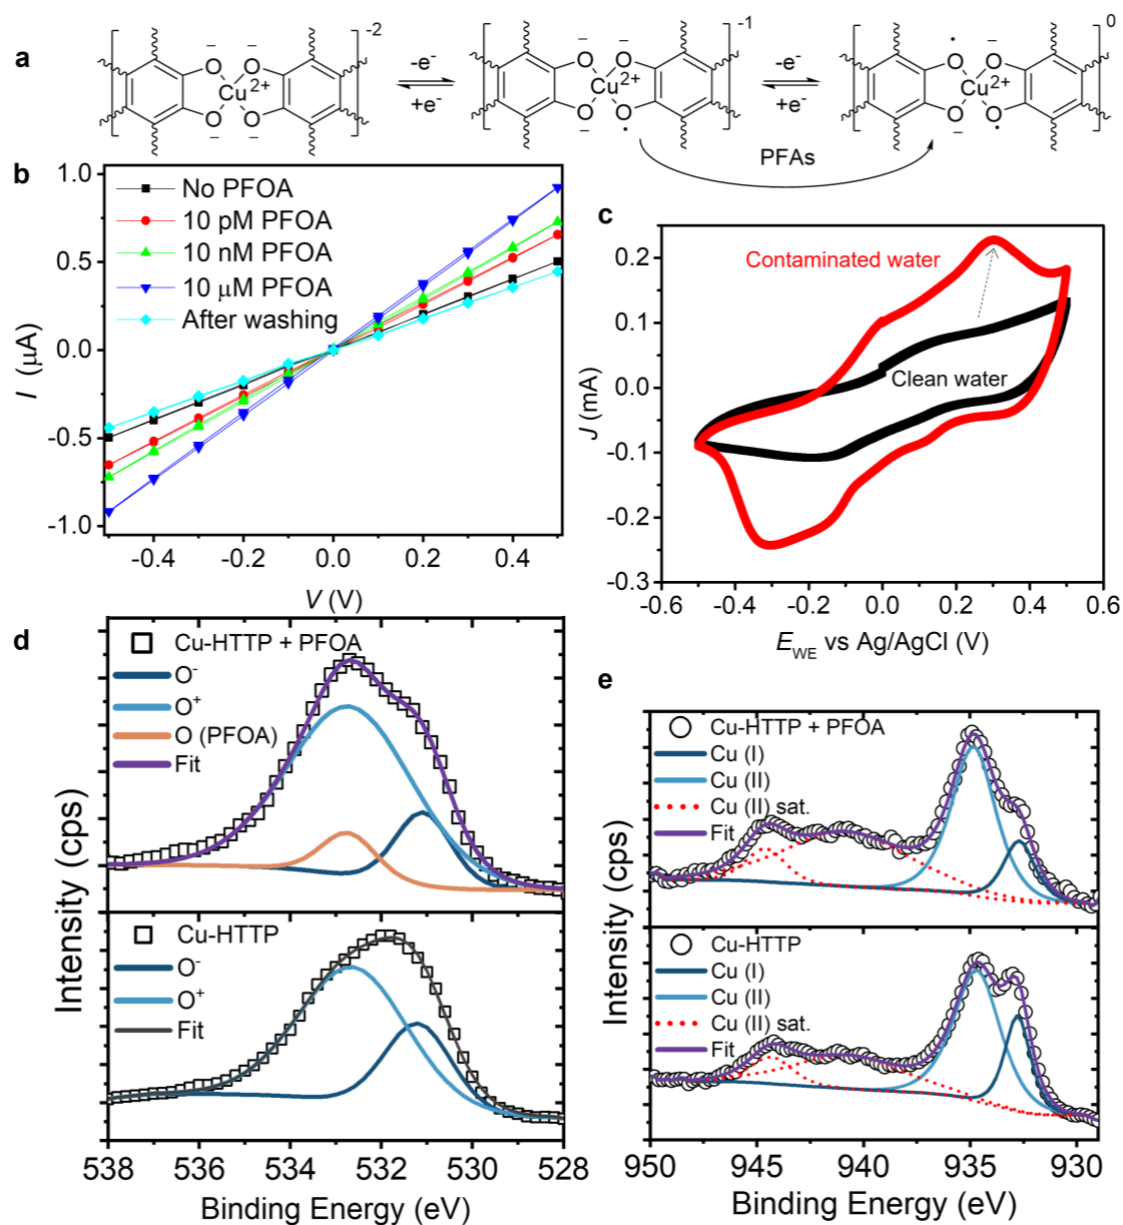 a
-2
-1
0
O⁻ O⁻ Cu²⁺ O⁻ O⁻
-e⁻
+e⁻
O⁻ O⁻ Cu²⁺ O⁻ O•
-e⁻
+e⁻
O• O⁻ Cu²⁺ O⁻ O•
PFAs
b
No PFOA
10 pM PFOA
10 nM PFOA
10 μM PFOA
After washing
1.0
0.5
0.0
-0.5
-1.0
I (μA)
-0.4 -0.2 0.0 0.2 0.4
V (V)
c
Contaminated water
Clean water
0.2
0.1
0.0
-0.1
-0.2
-0.3
J (mA)
-0.6 -0.4 -0.2 0.0 0.2 0.4 0.6
E_WE vs Ag/AgCl (V)
d
Cu-HTTP + PFOA
O⁻
O⁺
O (PFOA)
Fit
Intensity (cps)
Cu-HTTP
O⁻
O⁺
Fit
Intensity (cps)
538 536 534 532 530 528
Binding Energy (eV)
e
Cu-HTTP + PFOA
Cu (I)
Cu (II)
Cu (II) sat.
Fit
Intensity (cps)
Cu-HTTP
Cu (I)
Cu (II)
Cu (II) sat.
Fit
950 945 940 935 930
Binding Energy (eV)